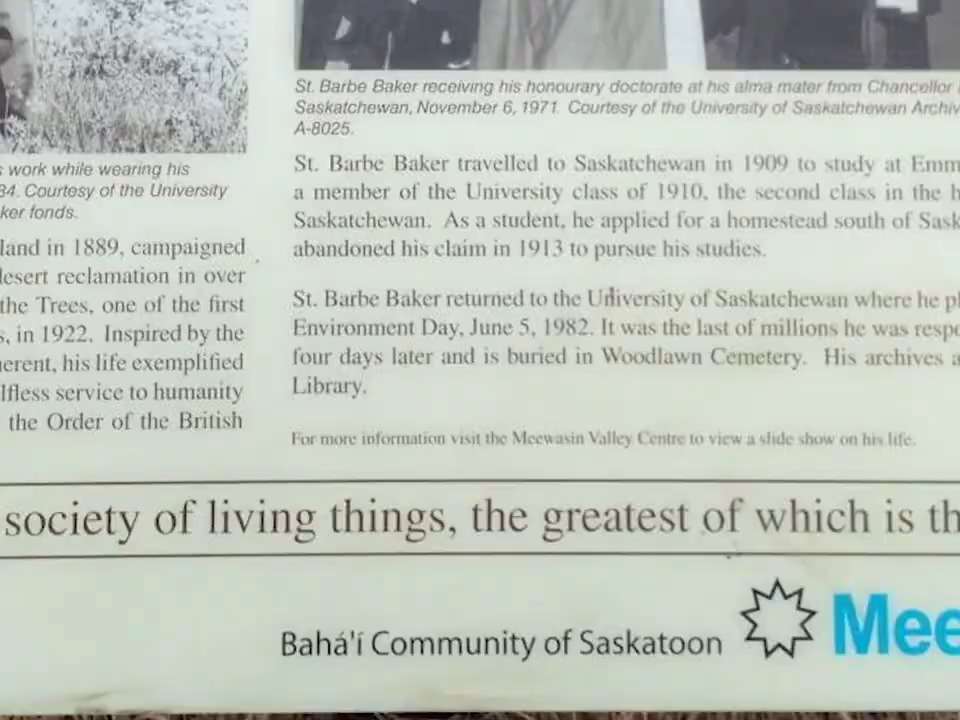 s work while wearing his
84. Courtesy of the University
ker fonds.
land in 1889, campaigned
desert reclamation in over
the Trees, one of the first
s, in 1922. Inspired by the
herent, his life exemplified
lfless service to humanity
the Order of the British
St. Barbe Baker receiving his honourary doctorate at his alma mater from Chancellor
Saskatchewan, November 6, 1971. Courtesy of the University of Saskatchewan Archiv
A-8025.
St. Barbe Baker travelled to Saskatchewan in 1909 to study at Emm
a member of the University class of 1910, the second class in the h
Saskatchewan. As a student, he applied for a homestead south of Sask
abandoned his claim in 1913 to pursue his studies.
St. Barbe Baker returned to the University of Saskatchewan where he pl
Environment Day, June 5, 1982. It was the last of millions he was respo
four days later and is buried in Woodlawn Cemetery. His archives a
Library.
For more information visit the Meewasin Valley Centre to view a slide show on his life.
society of living things, the greatest of which is th
Bahá'í Community of Saskatoon
Mee